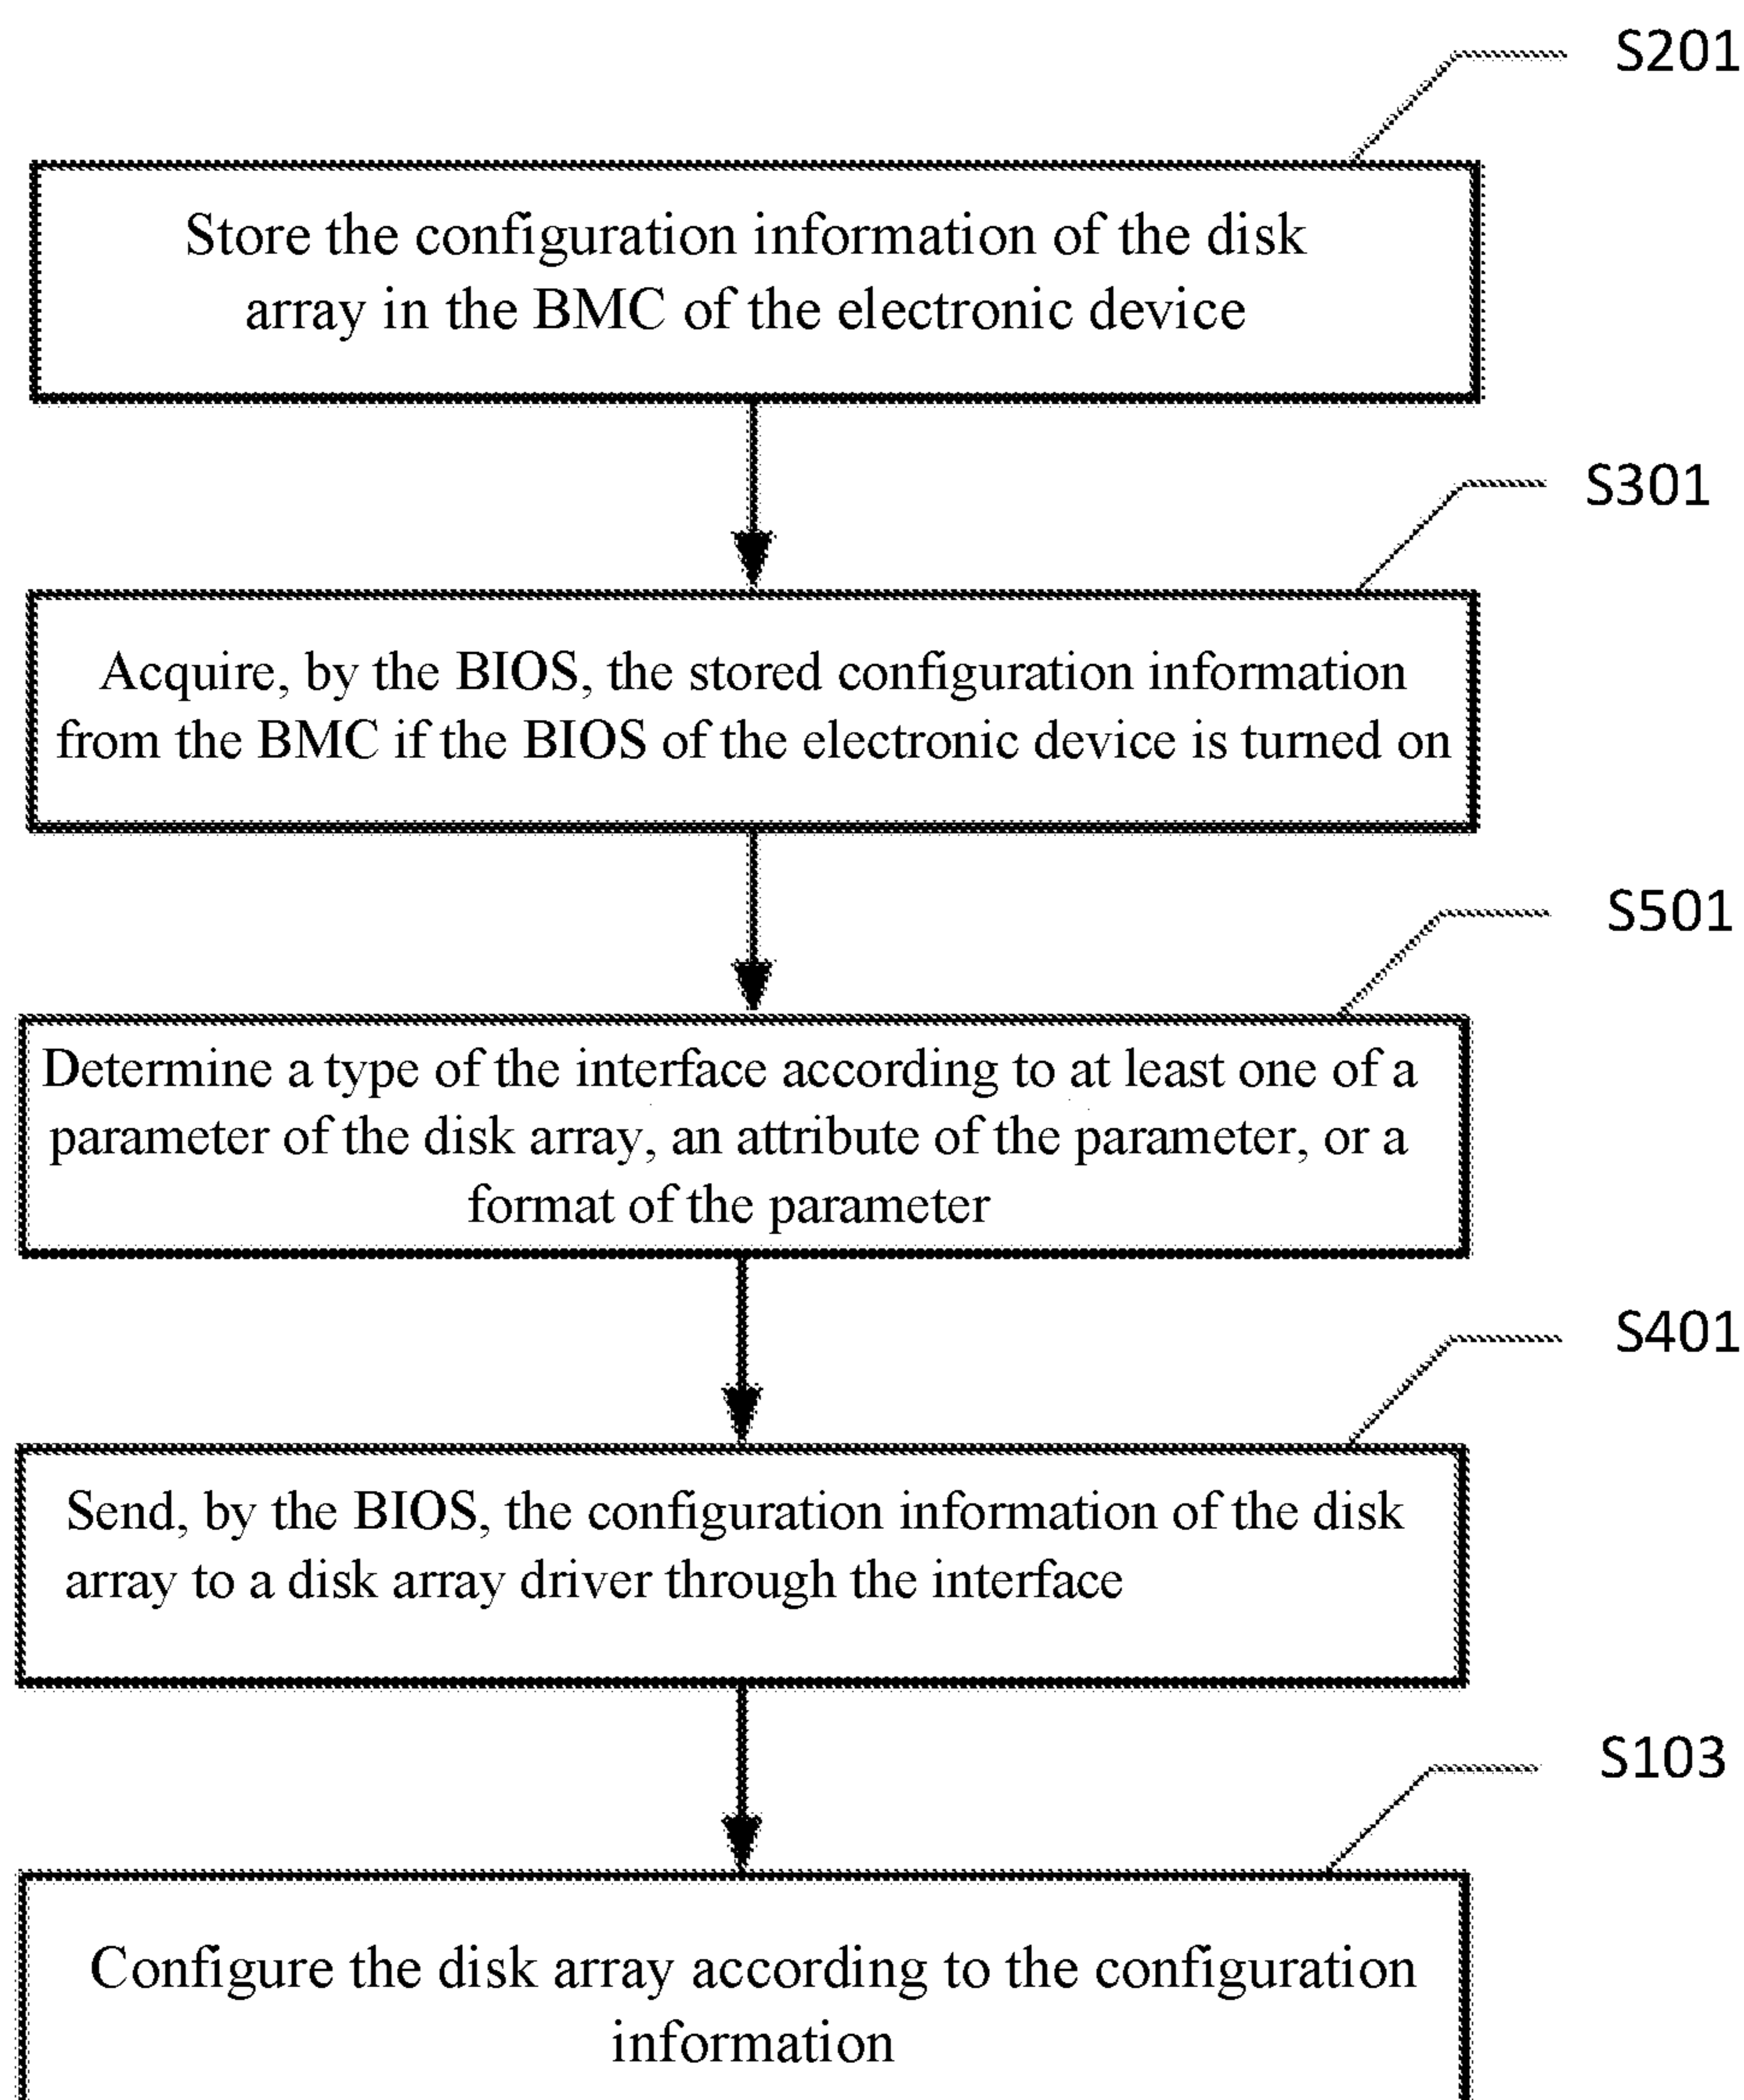 S201
Store the configuration information of the disk
array in the BMC of the electronic device
S301
Acquire, by the BIOS, the stored configuration information
from the BMC if the BIOS of the electronic device is turned on
S501
Determine a type of the interface according to at least one of a
parameter of the disk array, an attribute of the parameter, or a
format of the parameter
S401
Send, by the BIOS, the configuration information of the disk
array to a disk array driver through the interface
S103
Configure the disk array according to the configuration
information